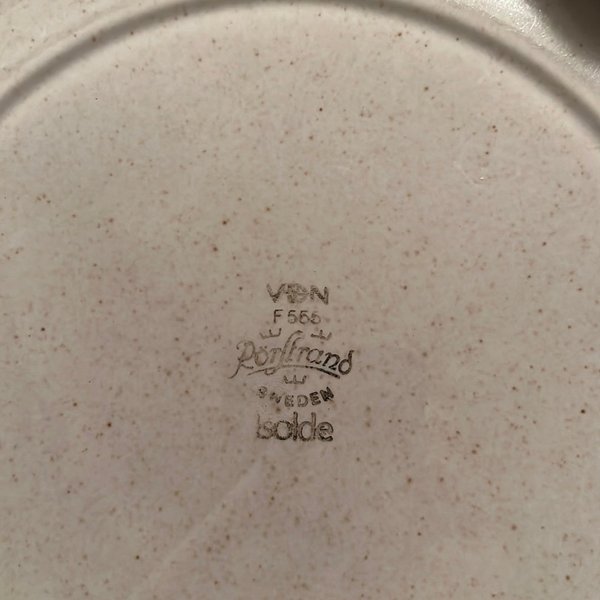 VDN
F 555
Rörstrand
SWEDEN
Isolde